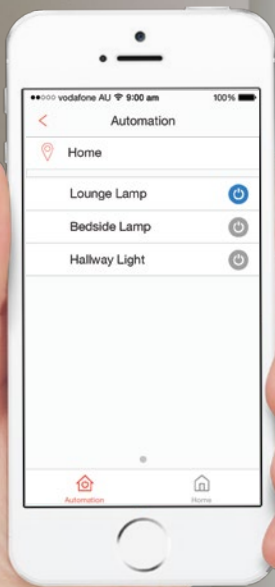 vodafone AU 9:00 am 100%
Automation
Home
Lounge Lamp
Bedside Lamp
Hallway Light
Automation Home